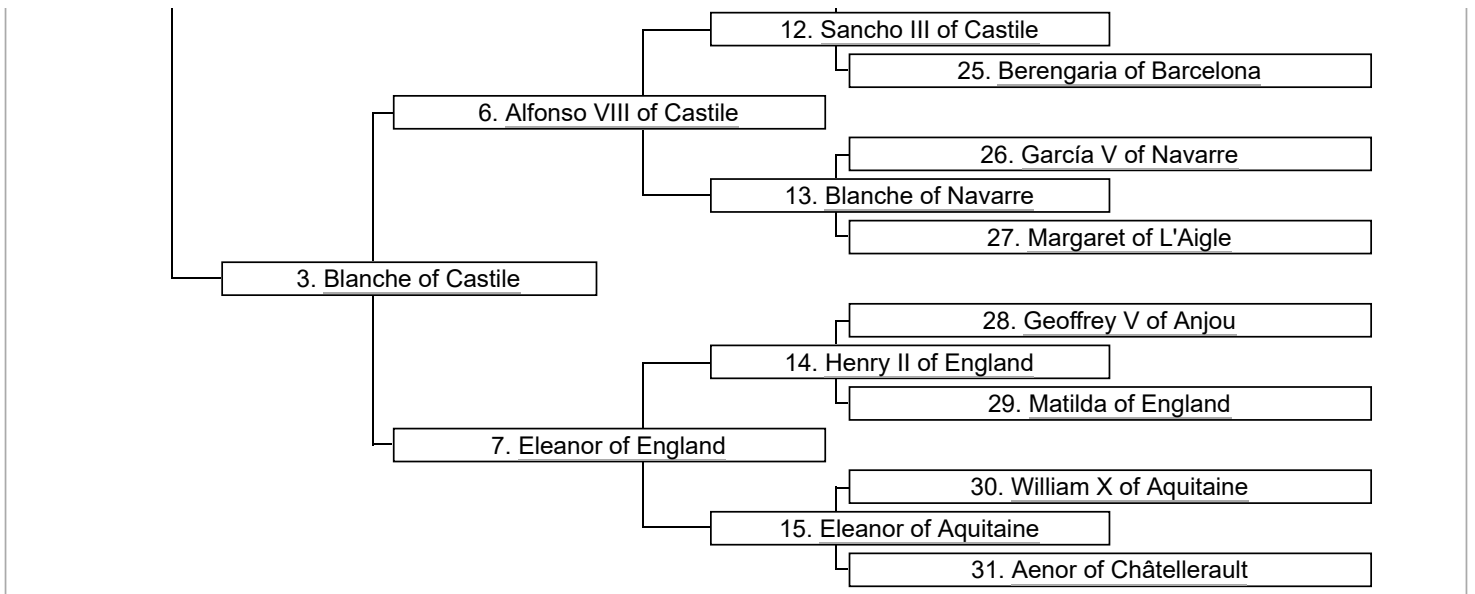 12. Sancho III of Castile
25. Berengaria of Barcelona
6. Alfonso VIII of Castile
26. García V of Navarre
13. Blanche of Navarre
27. Margaret of L'Aigle
3. Blanche of Castile
28. Geoffrey V of Anjou
14. Henry II of England
29. Matilda of England
7. Eleanor of England
30. William X of Aquitaine
15. Eleanor of Aquitaine
31. Aenor of Châtellerault